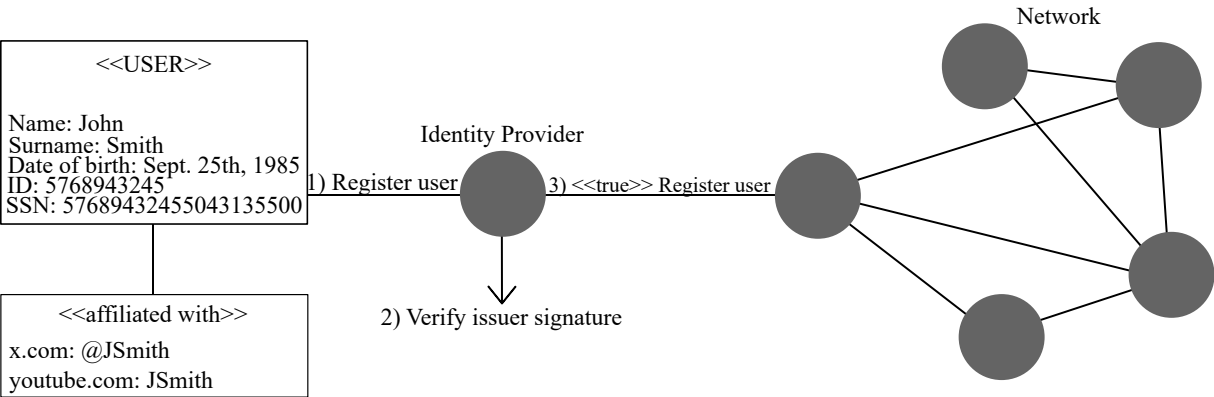 Network
<<USER>>
Name: John
Surname: Smith
Date of birth: Sept. 25th, 1985
ID: 5768943245
SSN: 57689432455043135500
Identity Provider
1) Register user
3) <<true>> Register user
2) Verify issuer signature
<<affiliated with>>
x.com: @JSmith
youtube.com: JSmith